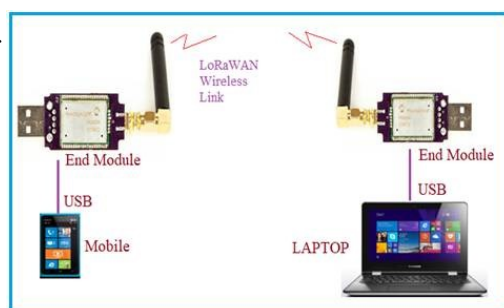 LoRaWAN
Wireless
Link
End Module
End Module
USB
USB
Mobile
LAPTOP